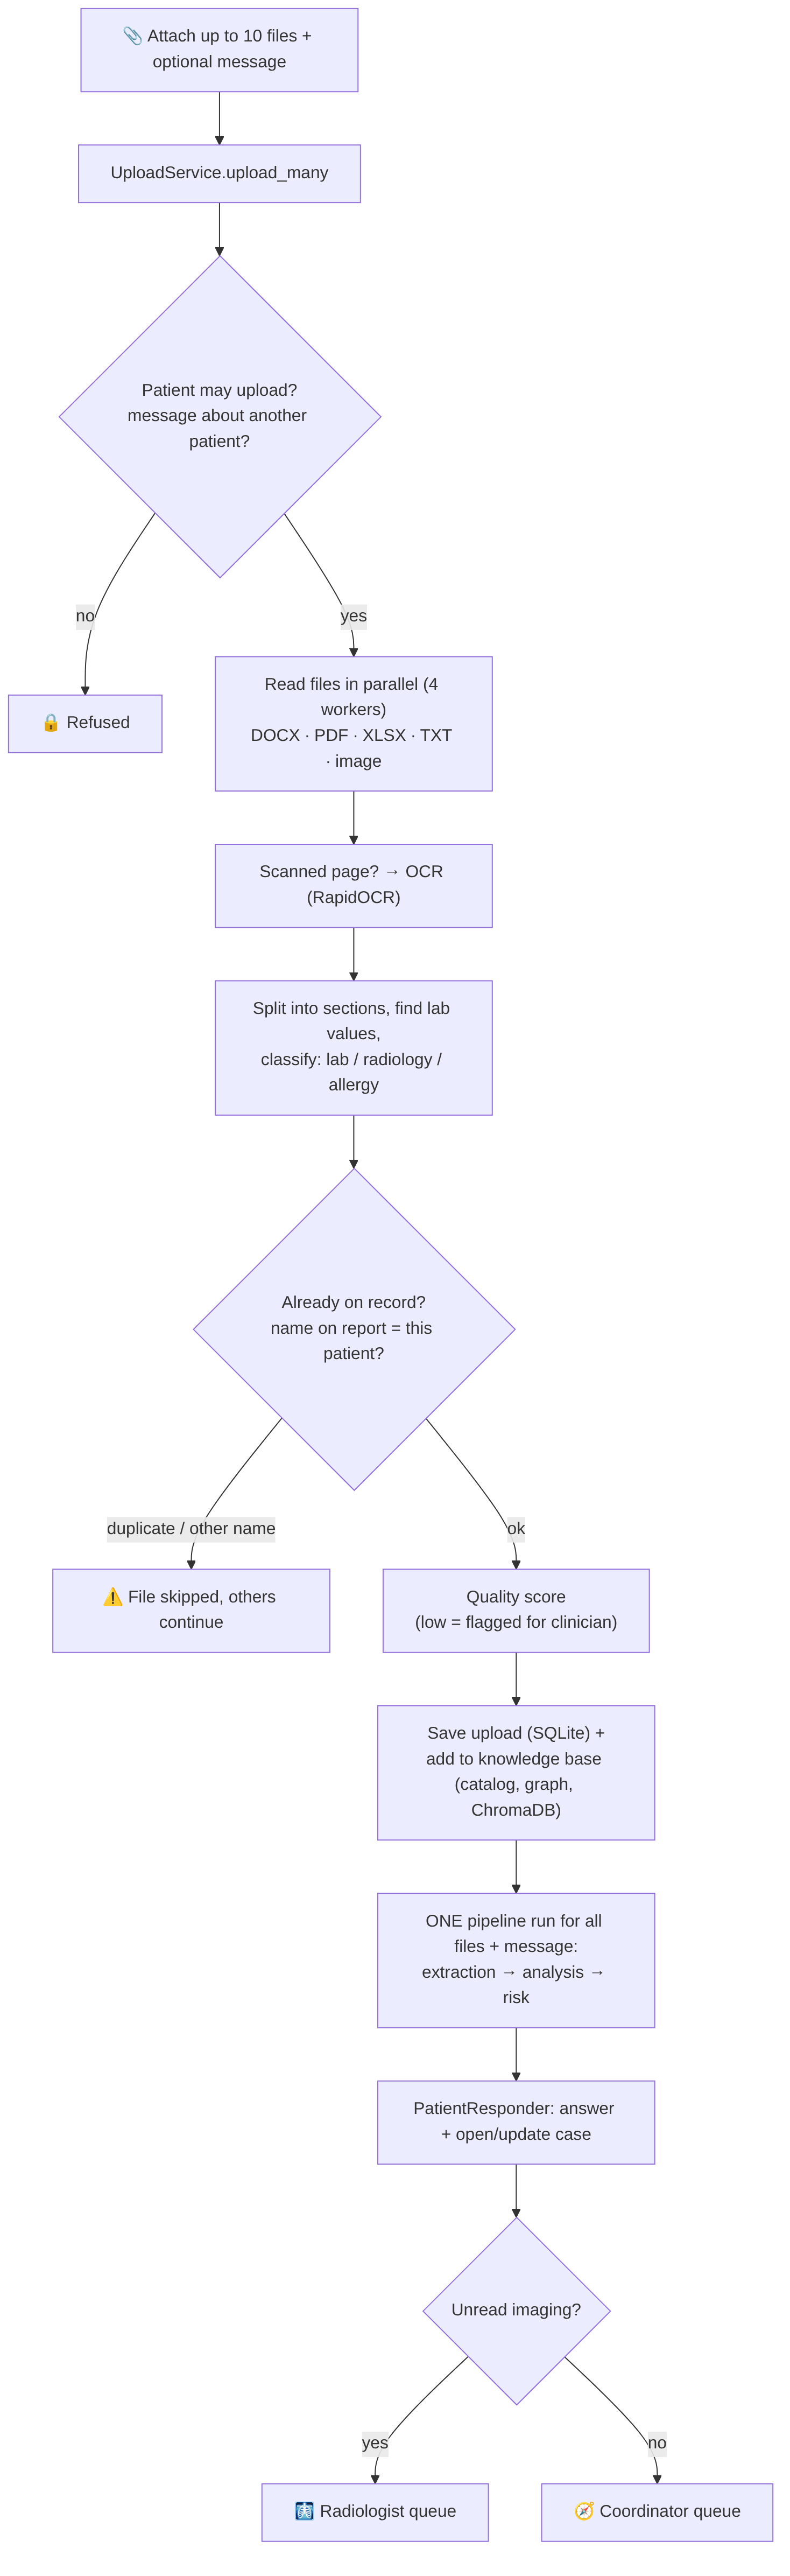 📎 Attach up to 10 files +
optional message
UploadService.upload_many
Patient may upload?
message about another
patient?
no
yes
🔒 Refused
Read files in parallel (4
workers)
DOCX · PDF · XLSX · TXT
· image
Scanned page? → OCR
(RapidOCR)
Split into sections, find lab
values,
classify: lab / radiology /
allergy
Already on record?
name on report = this
patient?
duplicate / other name
ok
⚠️ File skipped, others
continue
Quality score
(low = flagged for clinician)
Save upload (SQLite) +
add to knowledge base
(catalog, graph,
ChromaDB)
ONE pipeline run for all
files + message:
extraction → analysis →
risk
PatientResponder: answer
+ open/update case
Unread imaging?
yes
no
🩻 Radiologist queue
🧭 Coordinator queue